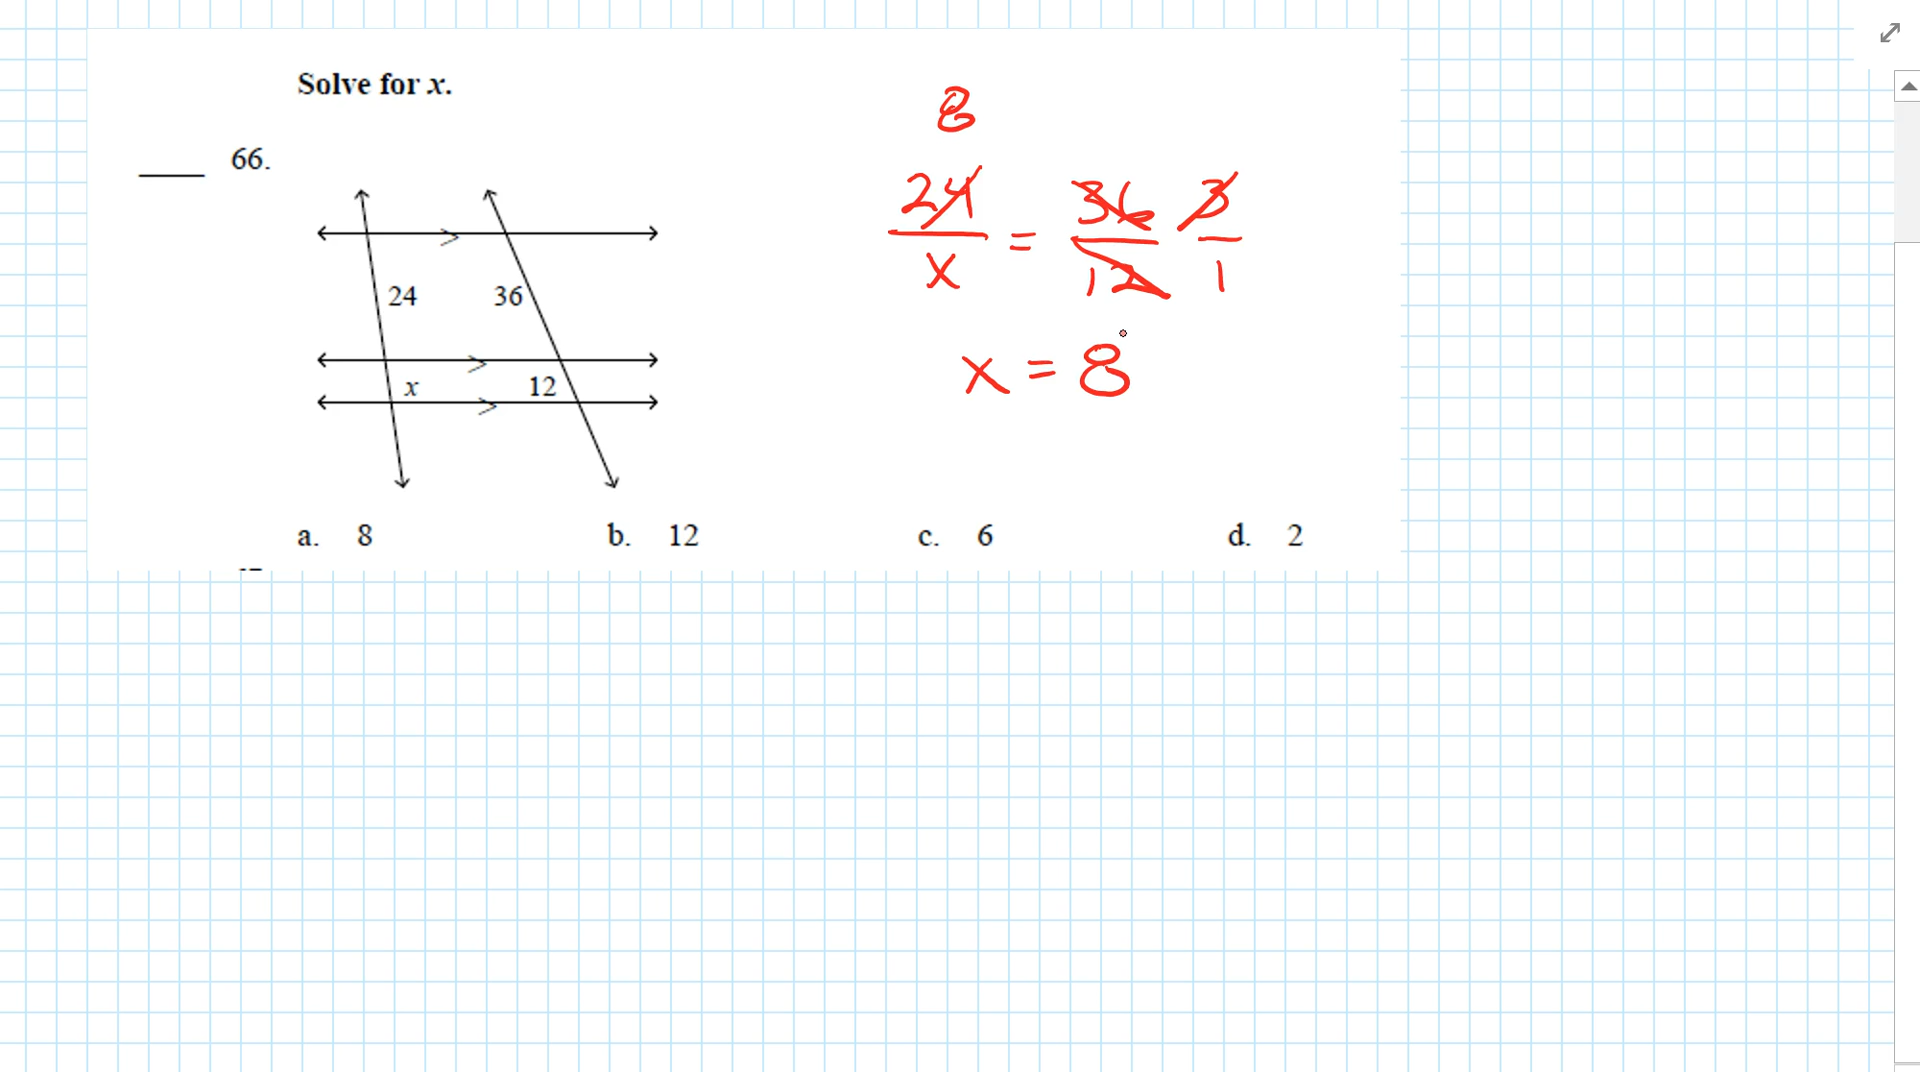 Solve for x.
____ 66.
24 36
x 12
a. 8 b. 12 c. 6 d. 2
8
24/x = 36/12 3/1
x = 8